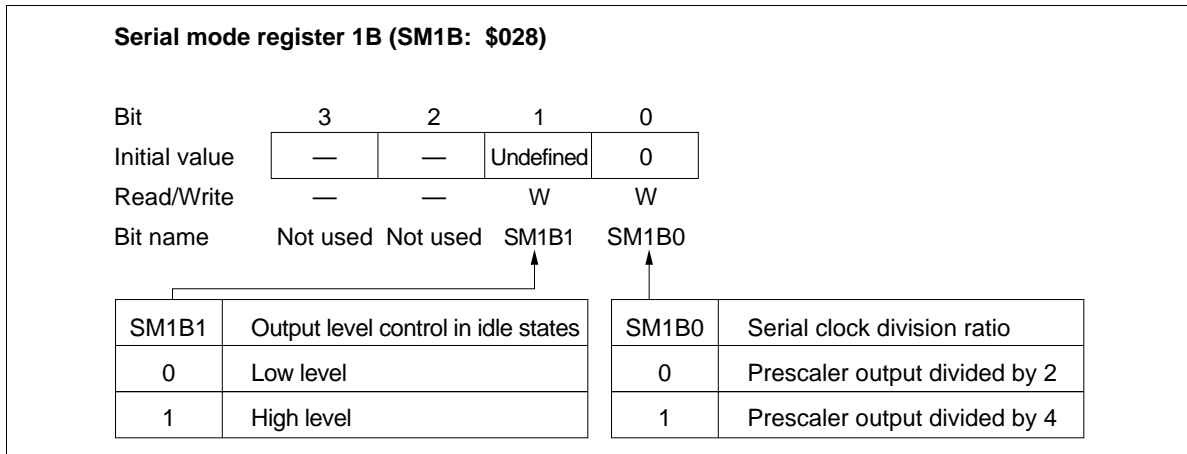 Serial mode register 1B (SM1B: $028)
Bit 3 2 1 0
Initial value — — Undefined 0
Read/Write — — W W
Bit name Not used Not used SM1B1 SM1B0
SM1B1 Output level control in idle states SM1B0 Serial clock division ratio
0 Low level 0 Prescaler output divided by 2
1 High level 1 Prescaler output divided by 4